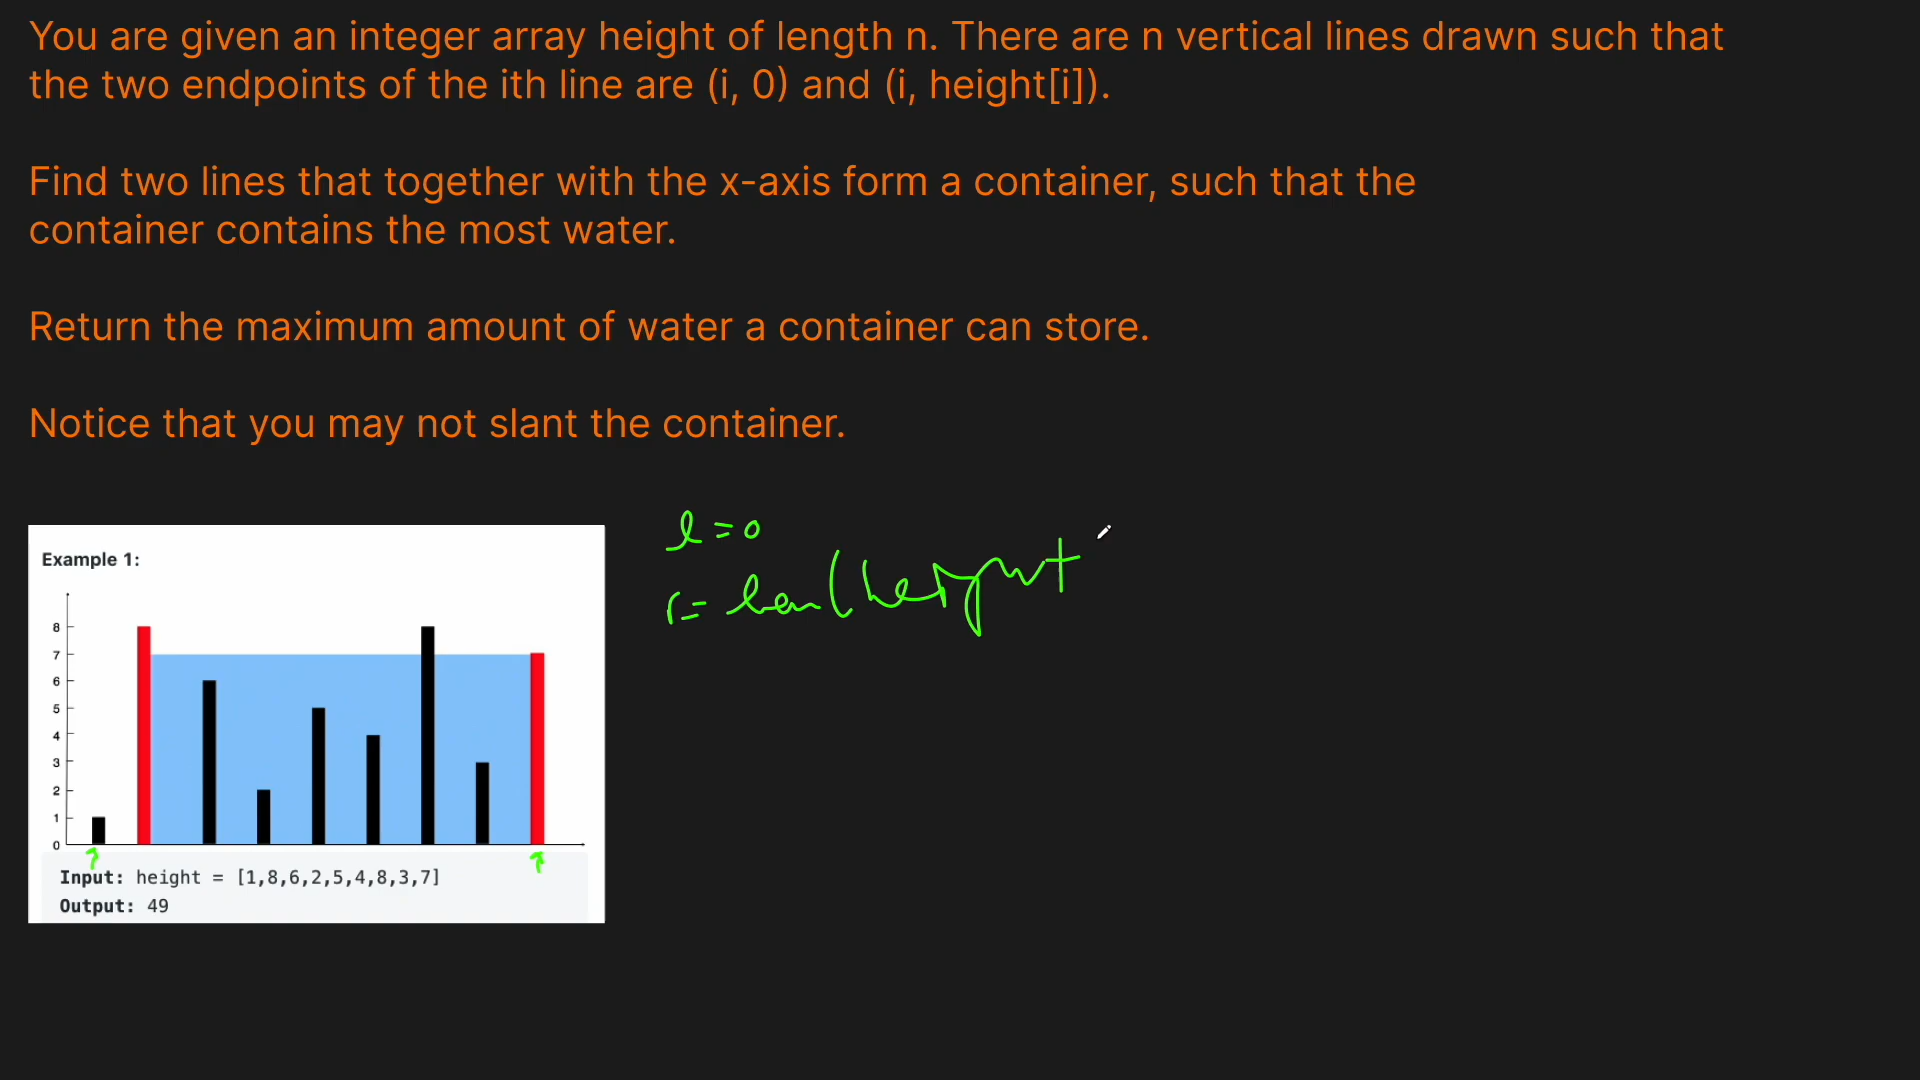 You are given an integer array height of length n. There are n vertical lines drawn such that
the two endpoints of the ith line are (i, 0) and (i, height[i]).
Find two lines that together with the x-axis form a container, such that the
container contains the most water.
Return the maximum amount of water a container can store.
Notice that you may not slant the container.
l = 0
r = len(height
Example 1:
8
7
6
5
4
3
2
1
0
Input: height = [1,8,6,2,5,4,8,3,7]
Output: 49